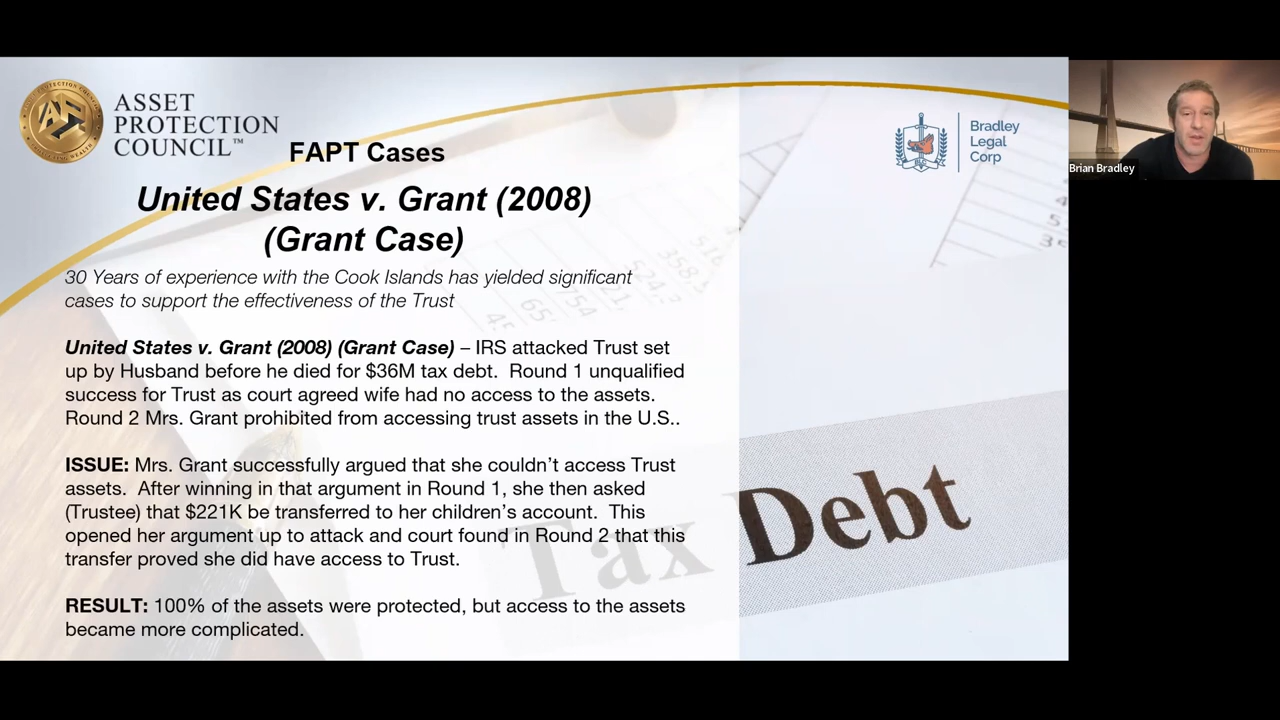 ASSET
PROTECTION
COUNCIL™
FAPT Cases
Bradley
Legal
Corp
Brian Bradley
United States v. Grant (2008)
(Grant Case)
30 Years of experience with the Cook Islands has yielded significant
cases to support the effectiveness of the Trust
United States v. Grant (2008) (Grant Case) – IRS attacked Trust set
up by Husband before he died for $36M tax debt. Round 1 unqualified
success for Trust as court agreed wife had no access to the assets.
Round 2 Mrs. Grant prohibited from accessing trust assets in the U.S..
ISSUE: Mrs. Grant successfully argued that she couldn't access Trust
assets. After winning in that argument in Round 1, she then asked
(Trustee) that $221K be transferred to her children's account. This
opened her argument up to attack and court found in Round 2 that this
transfer proved she did have access to Trust.
RESULT: 100% of the assets were protected, but access to the assets
became more complicated.
Tax Debt